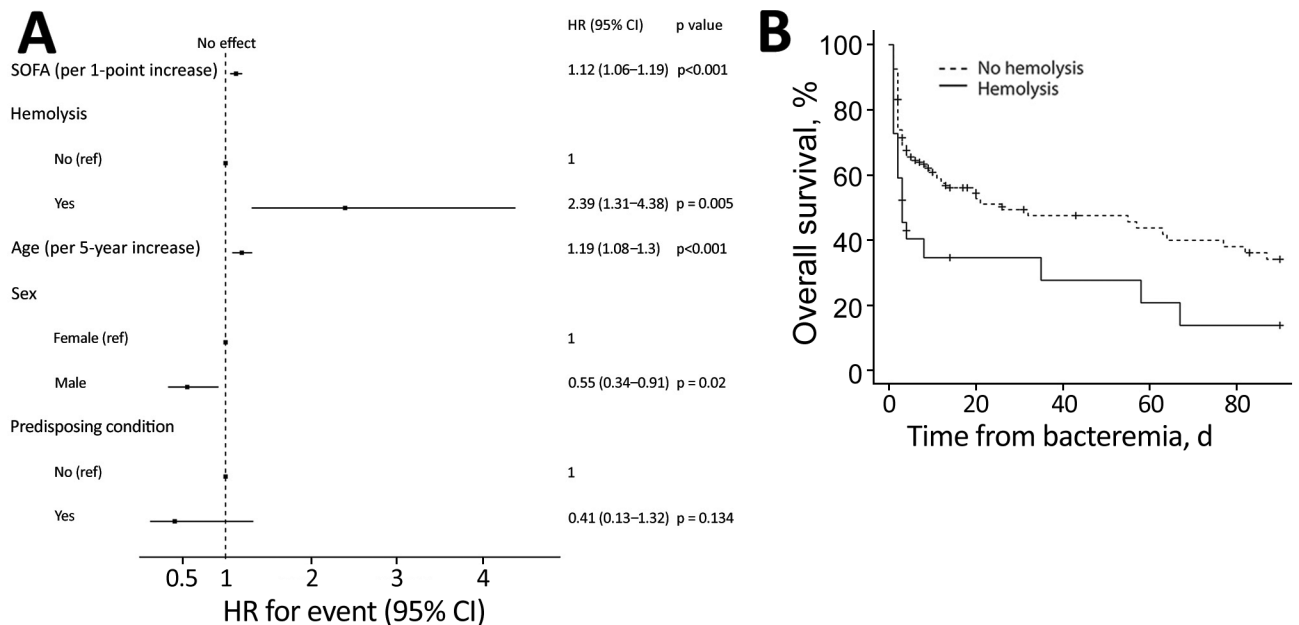 A
HR (95% CI) p value
No effect
SOFA (per 1-point increase) 1.12 (1.06–1.19) p<0.001
Hemolysis
No (ref) 1
Yes 2.39 (1.31–4.38) p = 0.005
Age (per 5-year increase) 1.19 (1.08–1.3) p<0.001
Sex
Female (ref) 1
Male 0.55 (0.34–0.91) p = 0.02
Predisposing condition
No (ref) 1
Yes 0.41 (0.13–1.32) p = 0.134
0.5 1 2 3 4
HR for event (95% CI)
B
Overall survival, %
100
80
60
40
20
0
No hemolysis
Hemolysis
0 20 40 60 80
Time from bacteremia, d